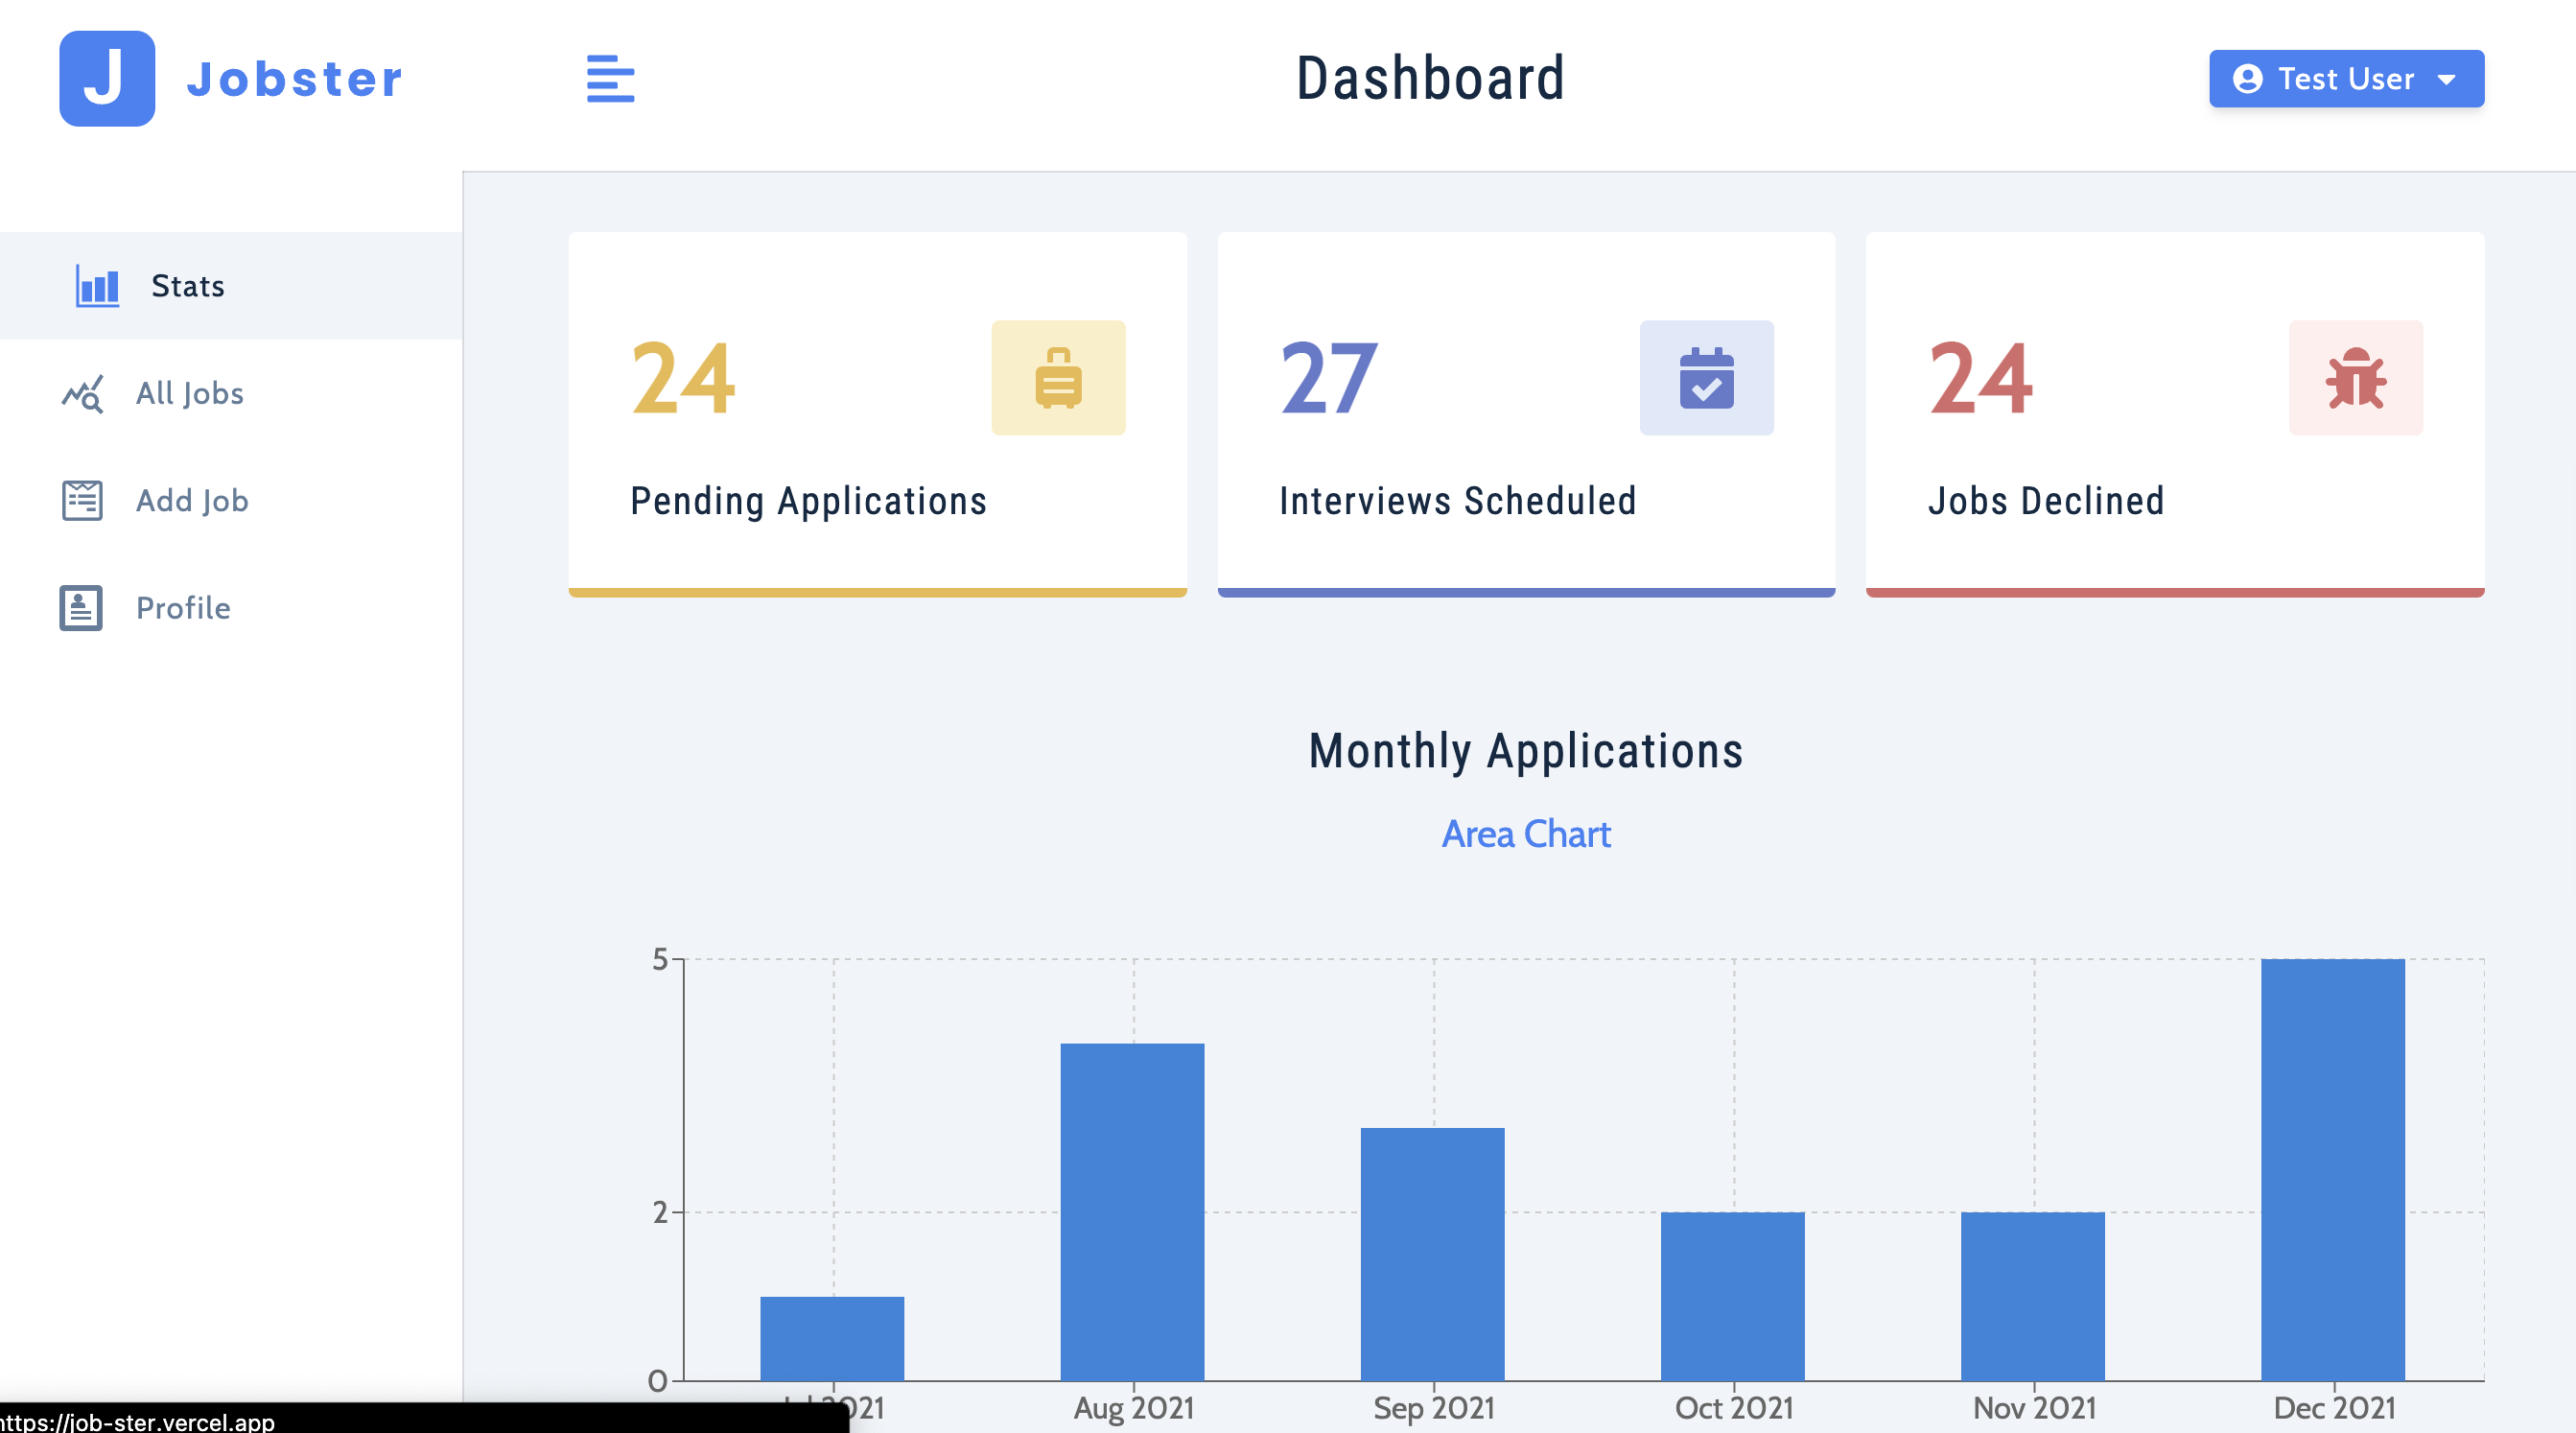 J Jobster
Dashboard
Test User
Stats
All Jobs
Add Job
Profile
24
Pending Applications
27
Interviews Scheduled
24
Jobs Declined
Monthly Applications
Area Chart
5
2
0
2021 Aug 2021 Sep 2021 Oct 2021 Nov 2021 Dec 2021
https://job-ster.vercel.app